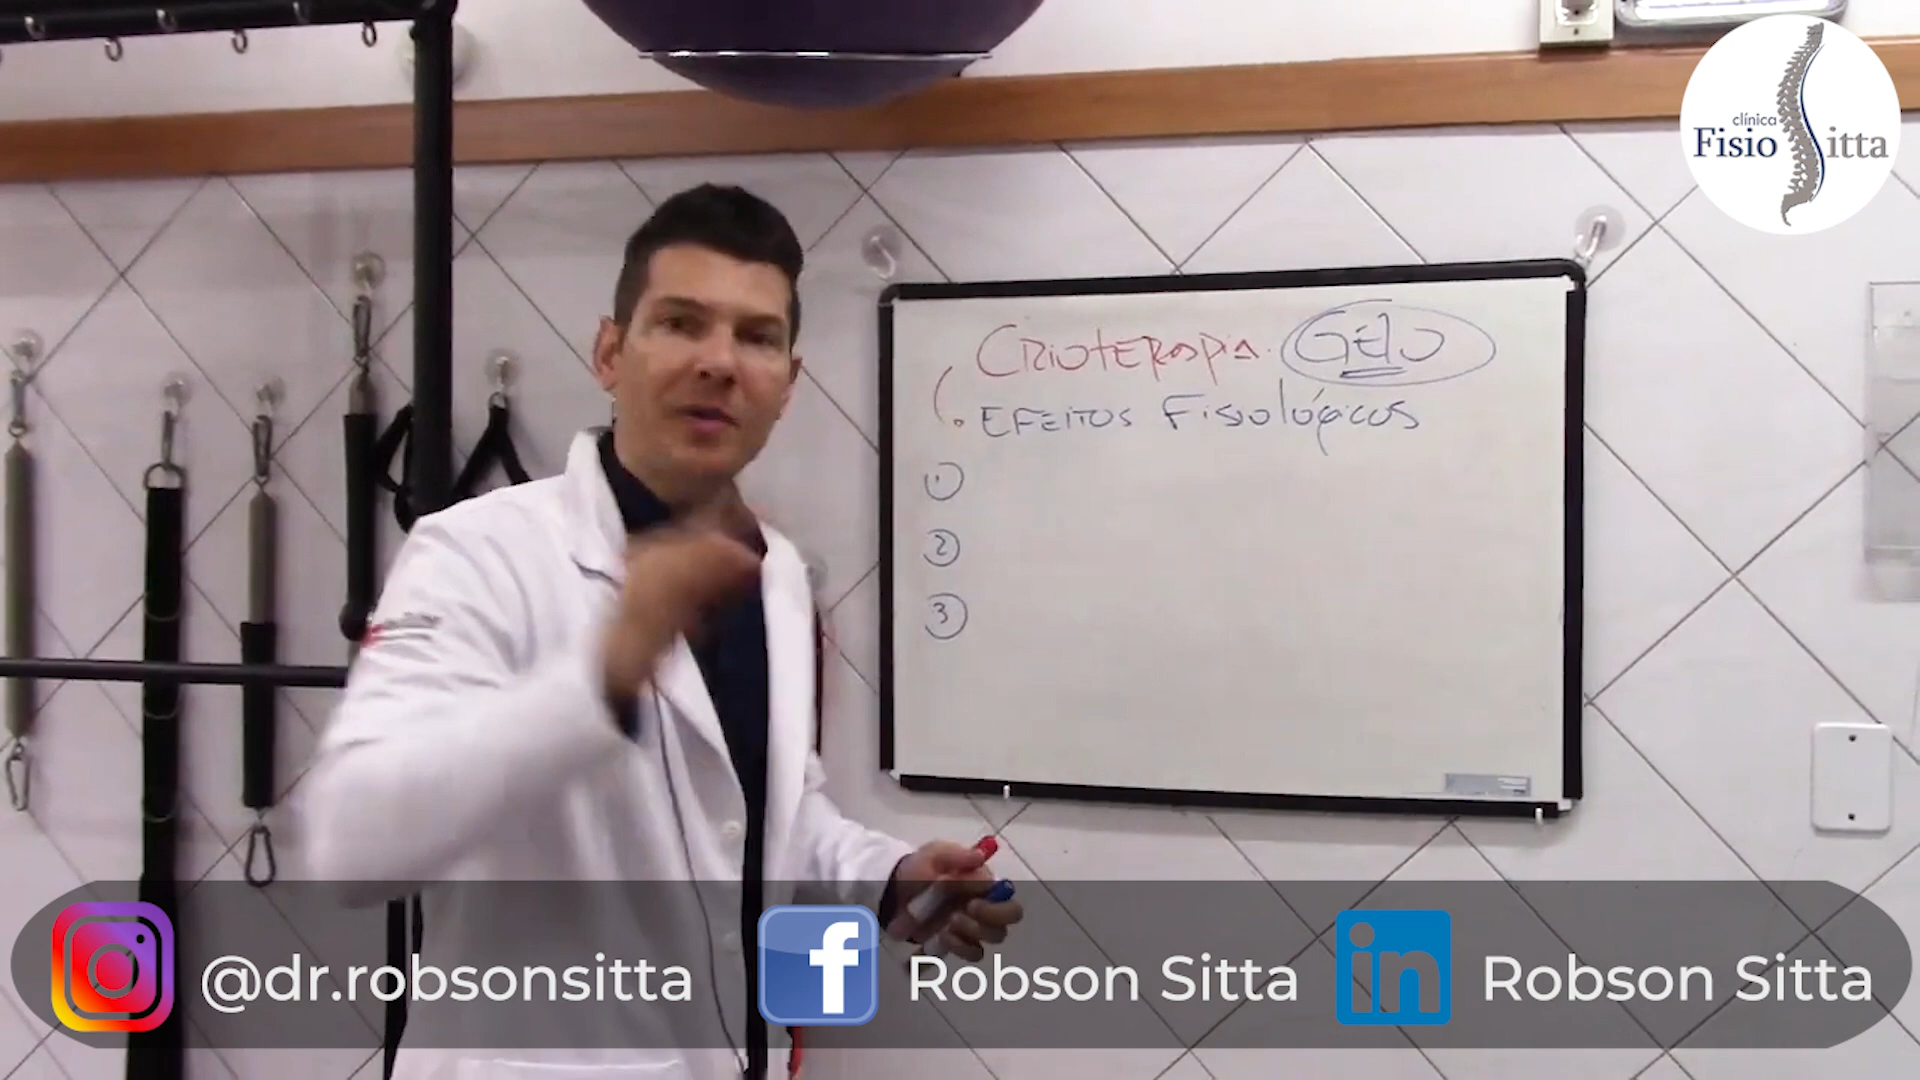 clínica
Fisio Sitta
Crioterapia. Gelo
• Efeitos Fisiológicos
1
2
3
@dr.robsonsitta
Robson Sitta
Robson Sitta